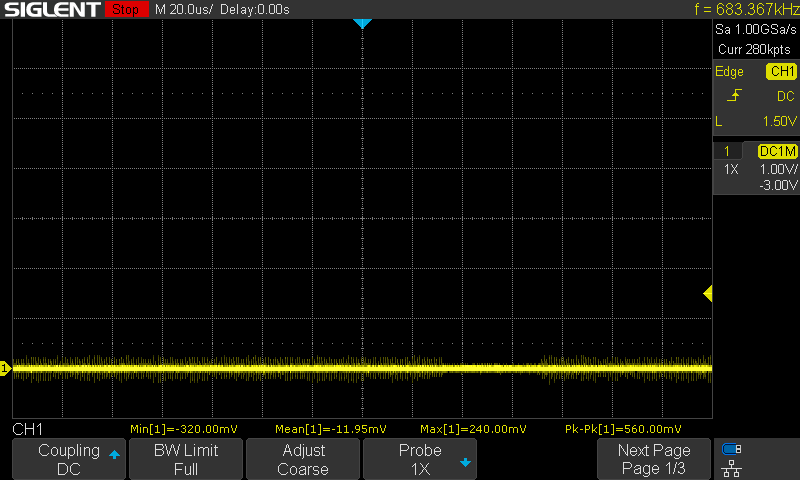 SIGLENT Stop M 20.0us/ Delay:0.00s f = 683.367kHz
Sa 1.00GSa/s
Curr 280kpts
Edge CH1
DC
L 1.50V
1 DC1M
1X 1.00V/
-3.00V
1
CH1 Min[1]=-320.00mV Mean[1]=-11.95mV Max[1]=240.00mV Pk-Pk[1]=560.00mV
Coupling BW Limit Adjust Probe Next Page
DC Full Coarse 1X Page 1/3